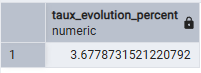 taux_evolution_percent
numeric
1
3.6778731521220792